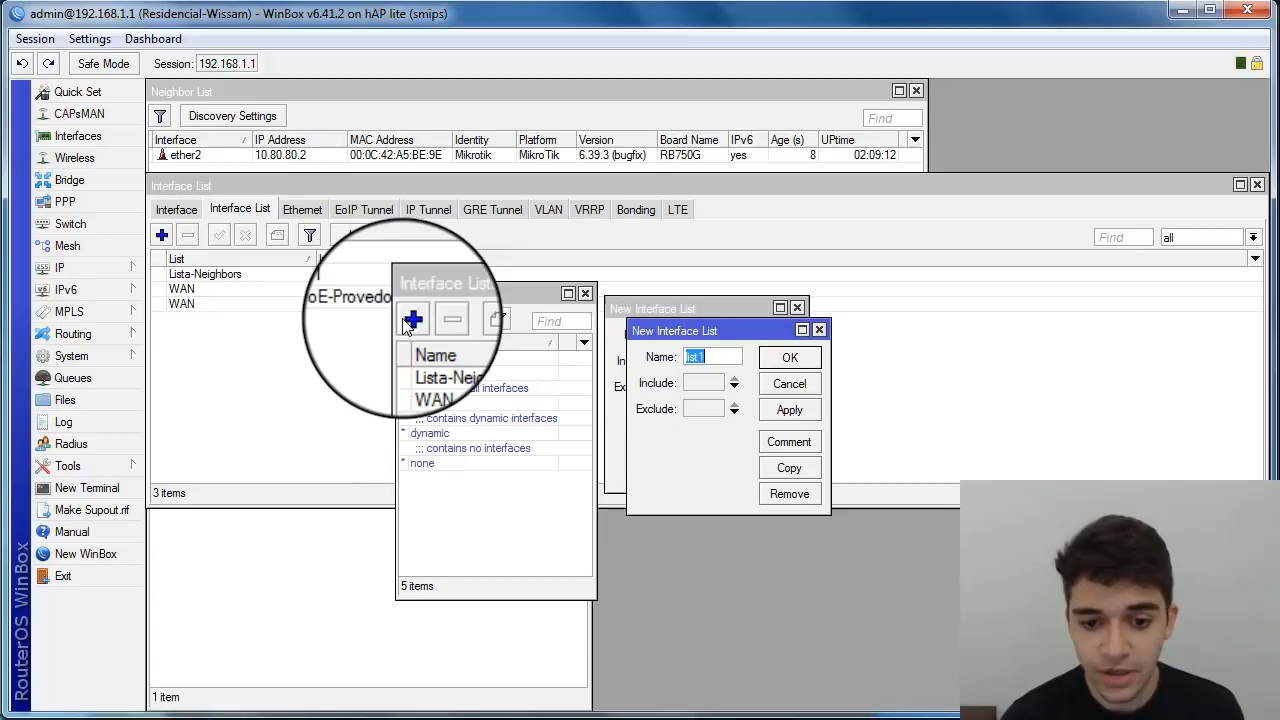 admin@192.168.1.1 (Residencial-Wissam) - WinBox v6.41.2 on hAP lite (smips)
Session Settings Dashboard
Safe Mode Session: 192.168.1.1
Quick Set
CAPsMAN
Interfaces
Wireless
Bridge
PPP
Switch
Mesh
IP
IPv6
MPLS
Routing
System
Queues
Files
Log
Radius
Tools
New Terminal
Make Supout.rif
Manual
New WinBox
Exit
RouterOS WinBox
Neighbor List
Discovery Settings Find
Interface IP Address MAC Address Identity Platform Version Board Name IPv6 Age (s) UPtime
ether2 10.80.80.2 00:0C:42:A5:BE:9E Mikrotik MikroTik 6.39.3 (bugfix) RB750G yes 8 02:09:12
Interface List
Interface Interface List Ethernet EoIP Tunnel IP Tunnel GRE Tunnel VLAN VRRP Bonding LTE
Find all
List
Lista-Neighbors
WAN
WAN
oE-Provedo
3 items
Interface List
Find
Name
Lista-Nei
WAN
all interfaces
;;; contains dynamic interfaces
* dynamic
;;; contains no interfaces
* none
5 items
New Interface List
New Interface List
Name: list1 OK
Include: Cancel
Exclude: Apply
Comment
Copy
Remove
1 item